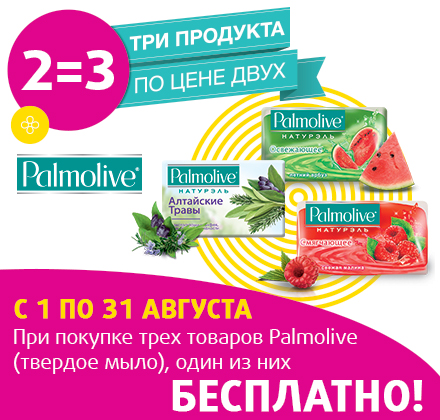 2=3
ТРИ ПРОДУКТА
ПО ЦЕНЕ ДВУХ
Palmolive
НАТУРЭЛЬ
Освежающее
Palmolive
Palmolive
НАТУРЭЛЬ
Алтайские
Травы
Palmolive
НАТУРЭЛЬ
Смягчающее
С 1 ПО 31 АВГУСТА
При покупке трех товаров Palmolive
(твердое мыло), один из них
БЕСПЛАТНО!